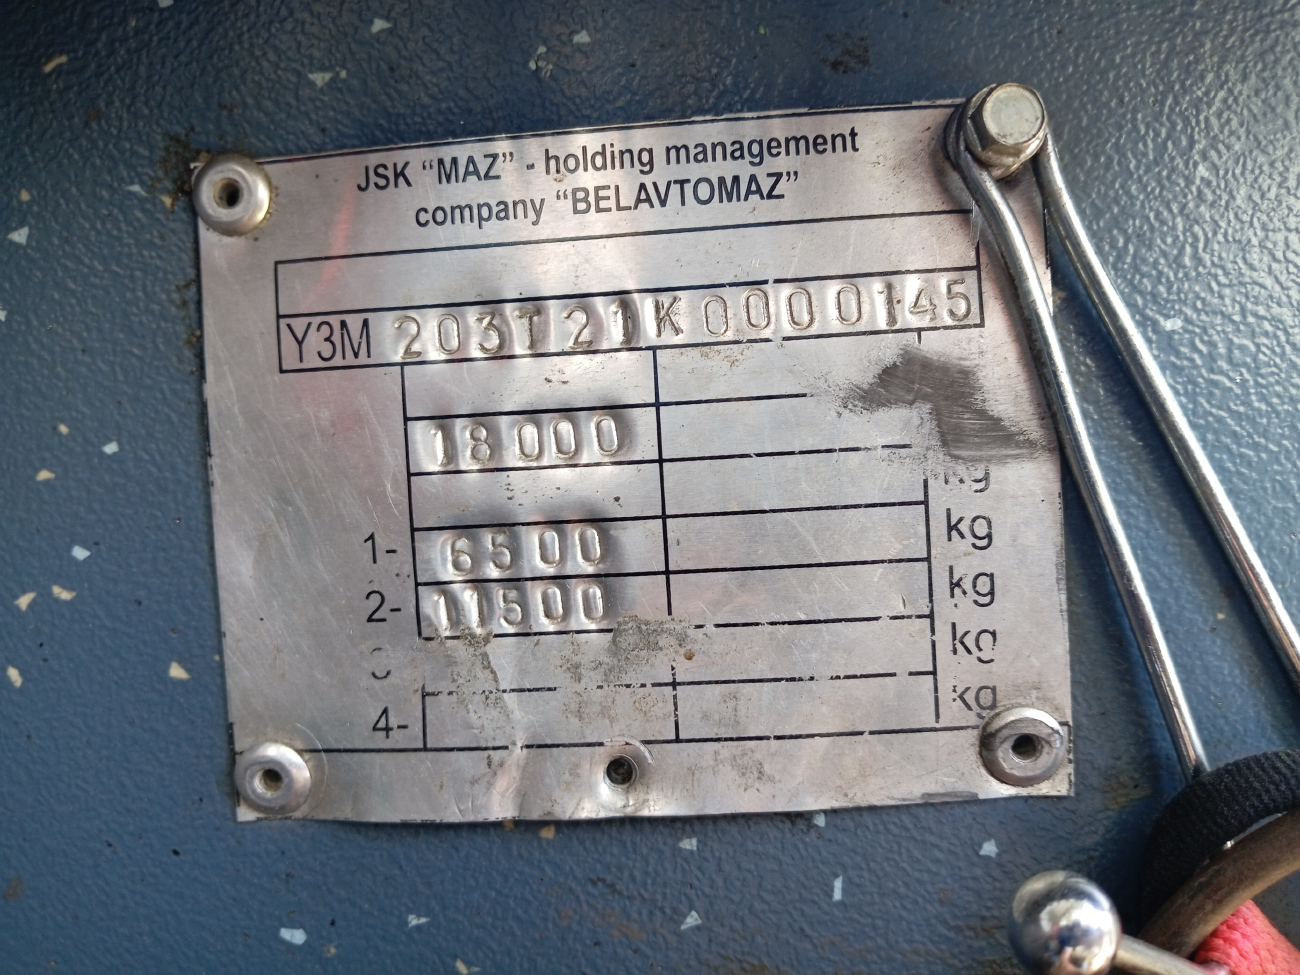 JSK “MAZ” - holding management
company “BELAVTOMAZ”
Y3M 203T21K0000145
18000
kg
1- 6500 kg
2- 11500 kg
3 kg
4- kg